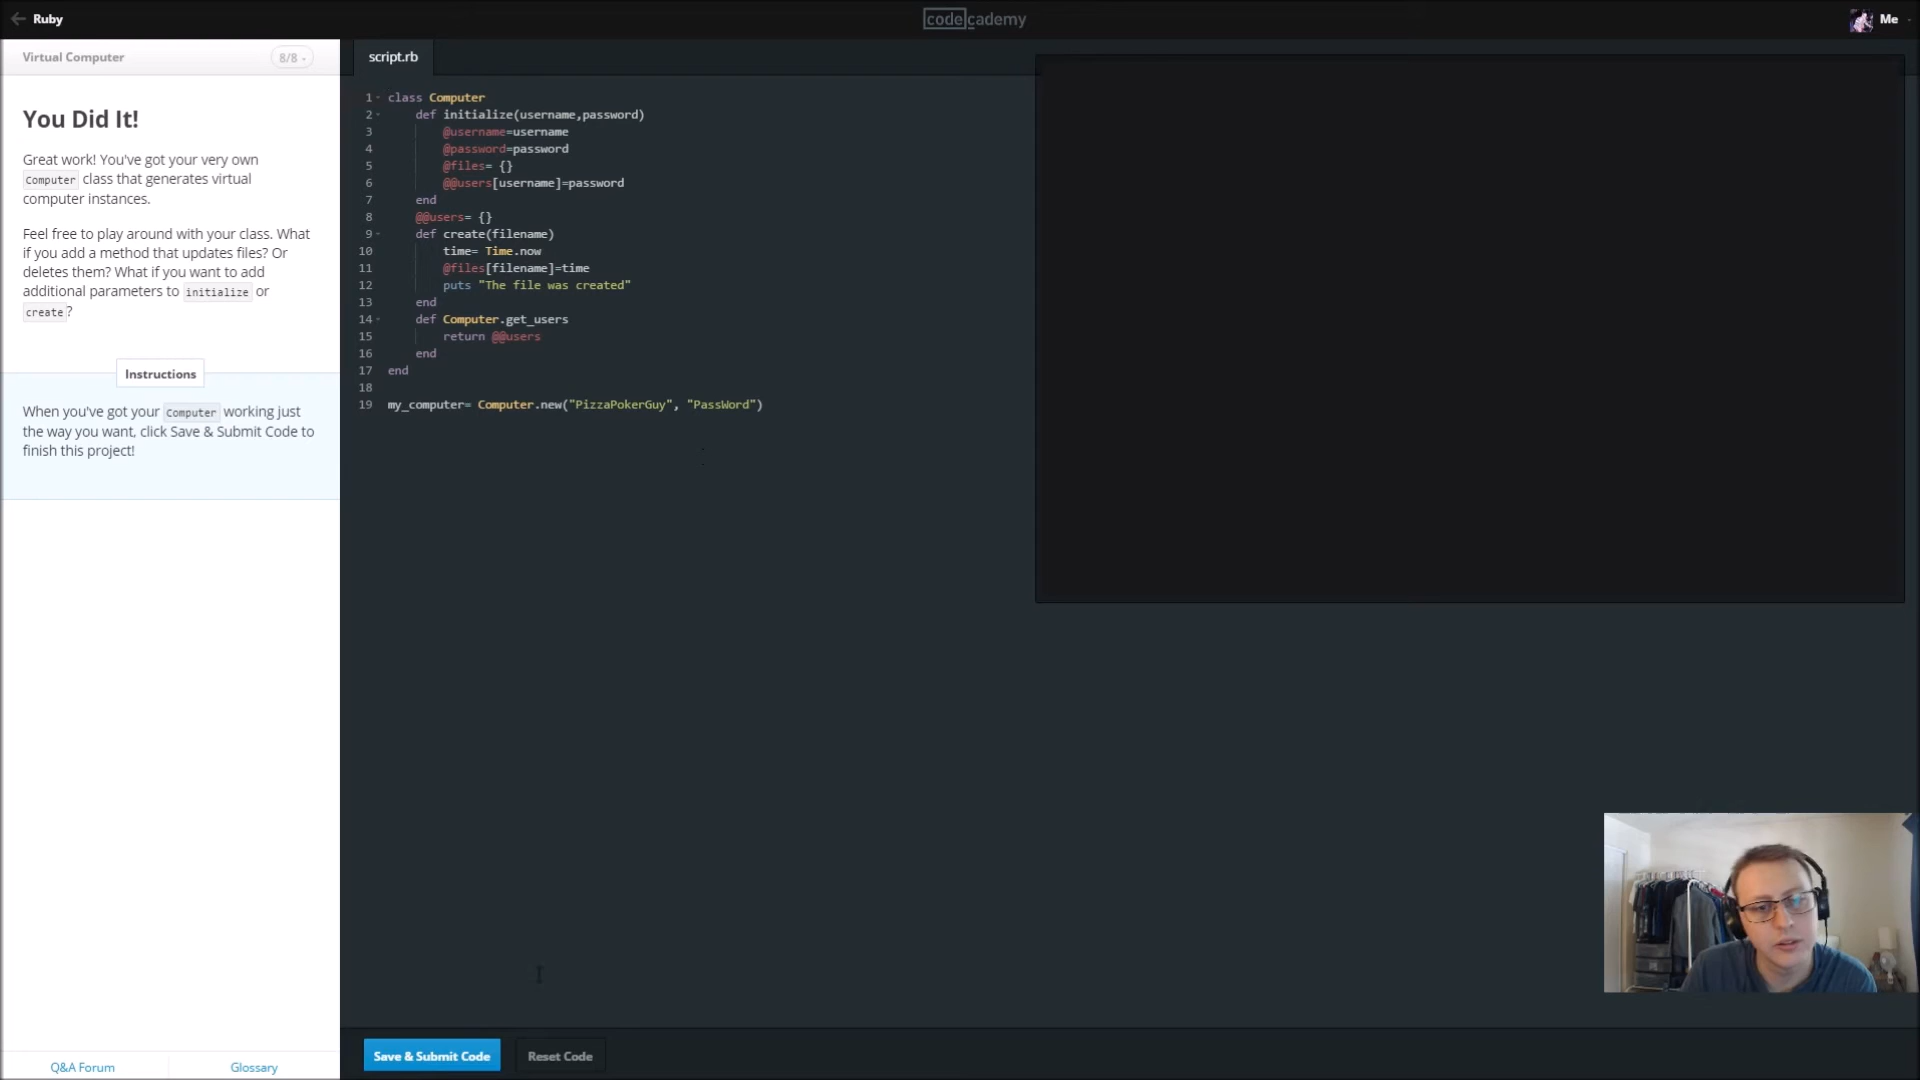 Ruby
codecademy
Me
Virtual Computer
8/8
script.rb
You Did It!
Great work! You've got your very own
Computer class that generates virtual
computer instances.
Feel free to play around with your class. What
if you add a method that updates files? Or
deletes them? What if you want to add
additional parameters to initialize or
create?
Instructions
When you've got your Computer working just
the way you want, click Save & Submit Code to
finish this project!
1 class Computer
2 def initialize(username,password)
3 @username=username
4 @password=password
5 @files= {}
6 @@users[username]=password
7 end
8 @@users= {}
9 def create(filename)
10 time= Time.now
11 @files[filename]=time
12 puts "The file was created"
13 end
14 def Computer.get_users
15 return @@users
16 end
17 end
18
19 my_computer= Computer.new("PizzaPokerGuy", "PassWord")
Q&A Forum
Glossary
Save & Submit Code
Reset Code